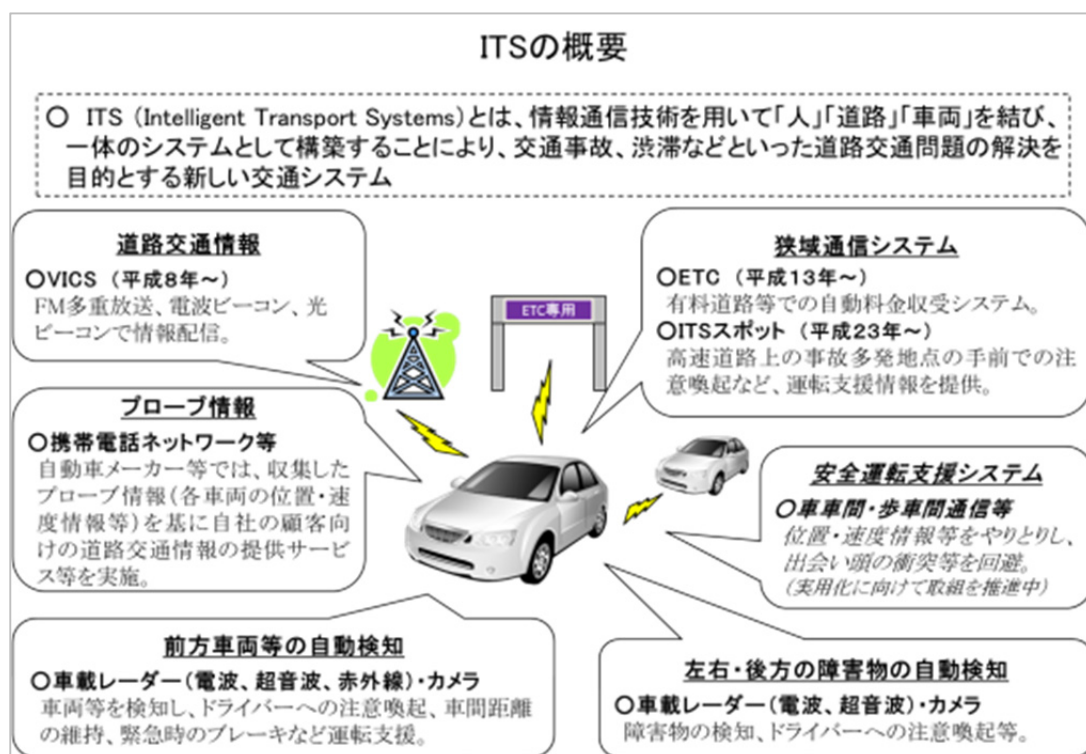 ITSの概要
○ ITS (Intelligent Transport Systems)とは、情報通信技術を用いて「人」「道路」「車両」を結び、
一体のシステムとして構築することにより、交通事故、渋滞などといった道路交通問題の解決を
目的とする新しい交通システム
道路交通情報
○VICS (平成8年~)
FM多重放送、電波ビーコン、光
ビーコンで情報配信。
ETC専用
狭域通信システム
○ETC (平成13年~)
有料道路等での自動料金収受システム。
○ITSスポット (平成23年~)
高速道路上の事故多発地点の手前での注
意喚起など、運転支援情報を提供。
プローブ情報
○携帯電話ネットワーク等
自動車メーカー等では、収集した
プローブ情報(各車両の位置・速
度情報等)を基に自社の顧客向
けの道路交通情報の提供サービ
ス等を実施。
安全運転支援システム
○車車間・歩車間通信等
位置・速度情報等をやりとりし、
出会い頭の衝突等を回避。
(実用化に向けて取組を推進中)
前方車両等の自動検知
○車載レーダー(電波、超音波、赤外線)・カメラ
車両等を検知し、ドライバーへの注意喚起、車間距離
の維持、緊急時のブレーキなど運転支援。
左右・後方の障害物の自動検知
○車載レーダー(電波、超音波)・カメラ
障害物の検知、ドライバーへの注意喚起等。